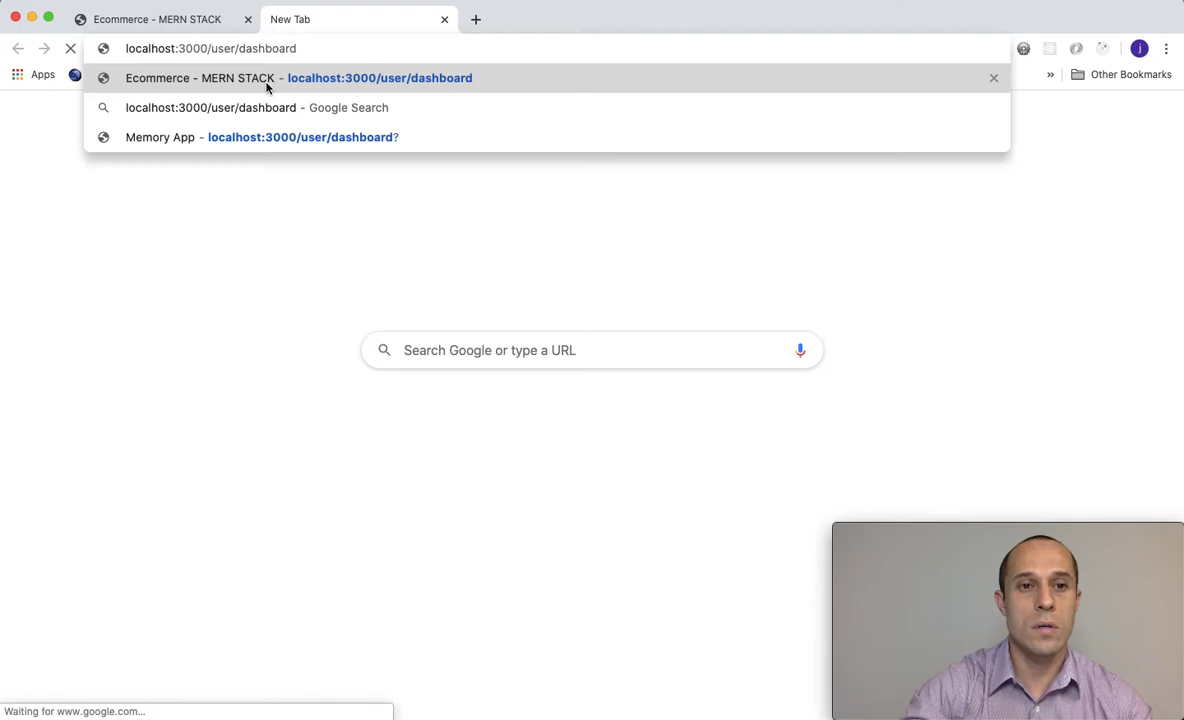 Ecommerce - MERN STACK
New Tab
localhost:3000/user/dashboard
j
Apps
» Other Bookmarks
Ecommerce - MERN STACK - localhost:3000/user/dashboard
localhost:3000/user/dashboard - Google Search
Memory App - localhost:3000/user/dashboard?
Search Google or type a URL
Waiting for www.google.com...